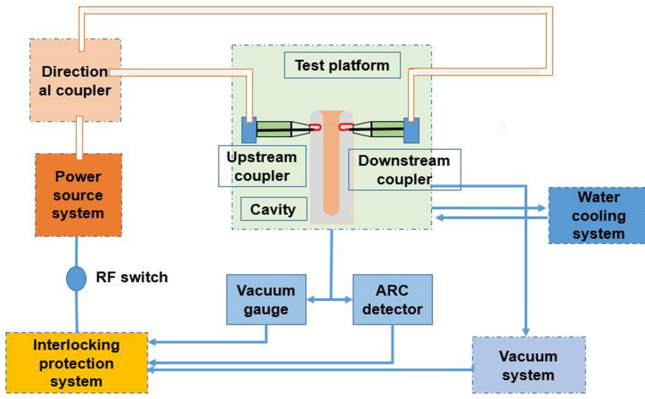 Test platform
Direction
al coupler
Upstream
coupler
Downstream
coupler
Power
source
system
Cavity
Water
cooling
system
RF switch
Vacuum
gauge
ARC
detector
Interlocking
protection
system
Vacuum
system